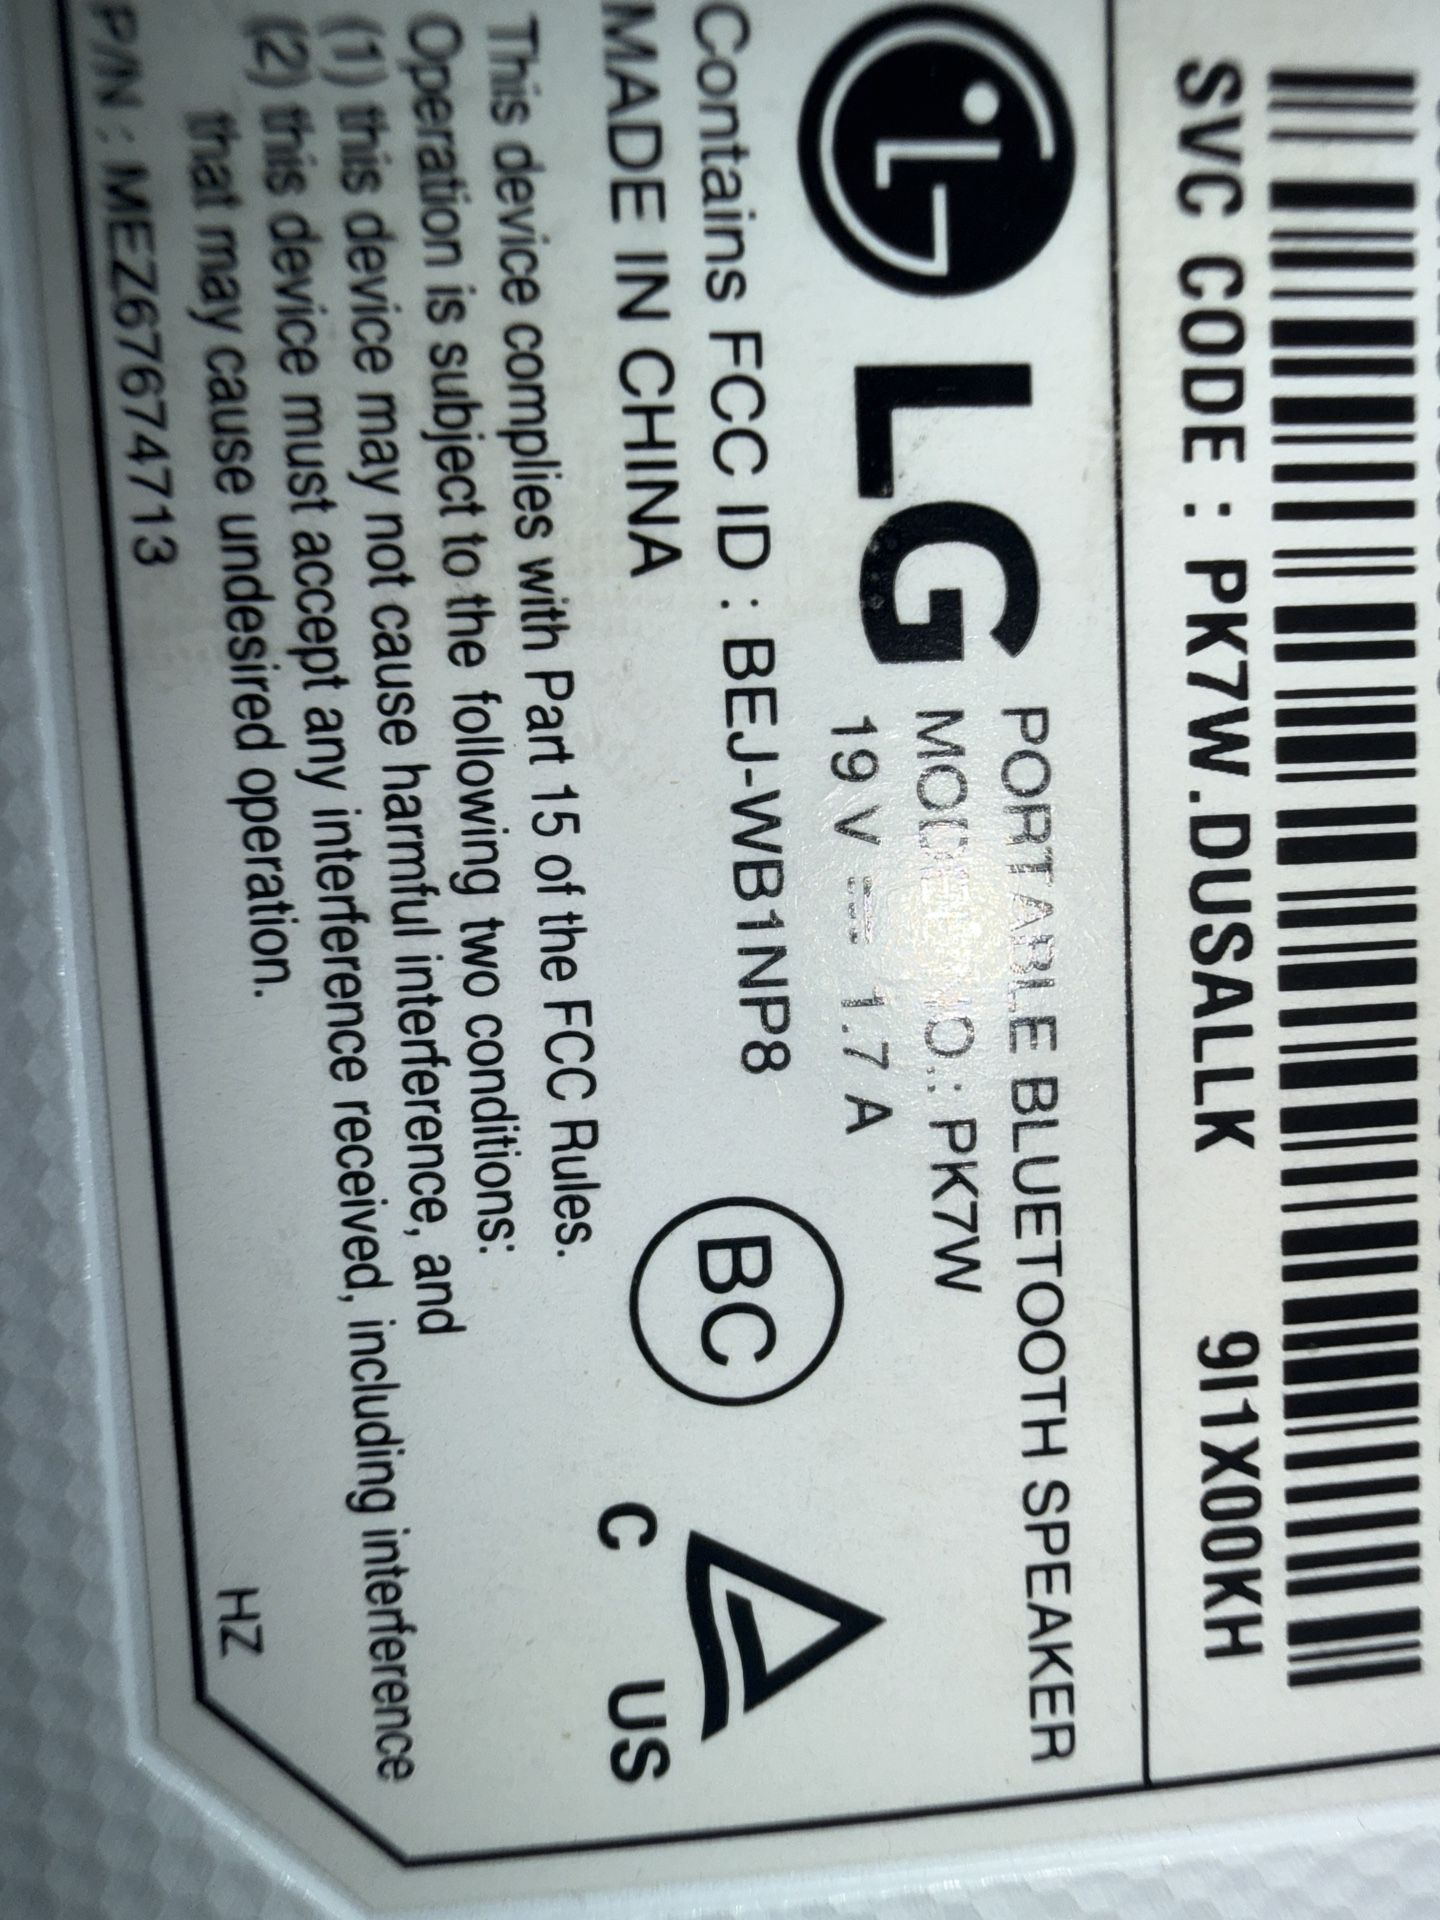 SVC CODE : PK7W.DUSALLK 9I1X00KH
LG
PORTABLE BLUETOOTH SPEAKER
MODEL NO.: PK7W
19 V ⎓ 1.7 A
Contains FCC ID : BEJ-WB1NP8
MADE IN CHINA
BC
C US
This device complies with Part 15 of the FCC Rules.
Operation is subject to the following two conditions:
(1) this device may not cause harmful interference, and
(2) this device must accept any interference received, including interference
that may cause undesired operation.
HZ
P/N : MEZ67674713